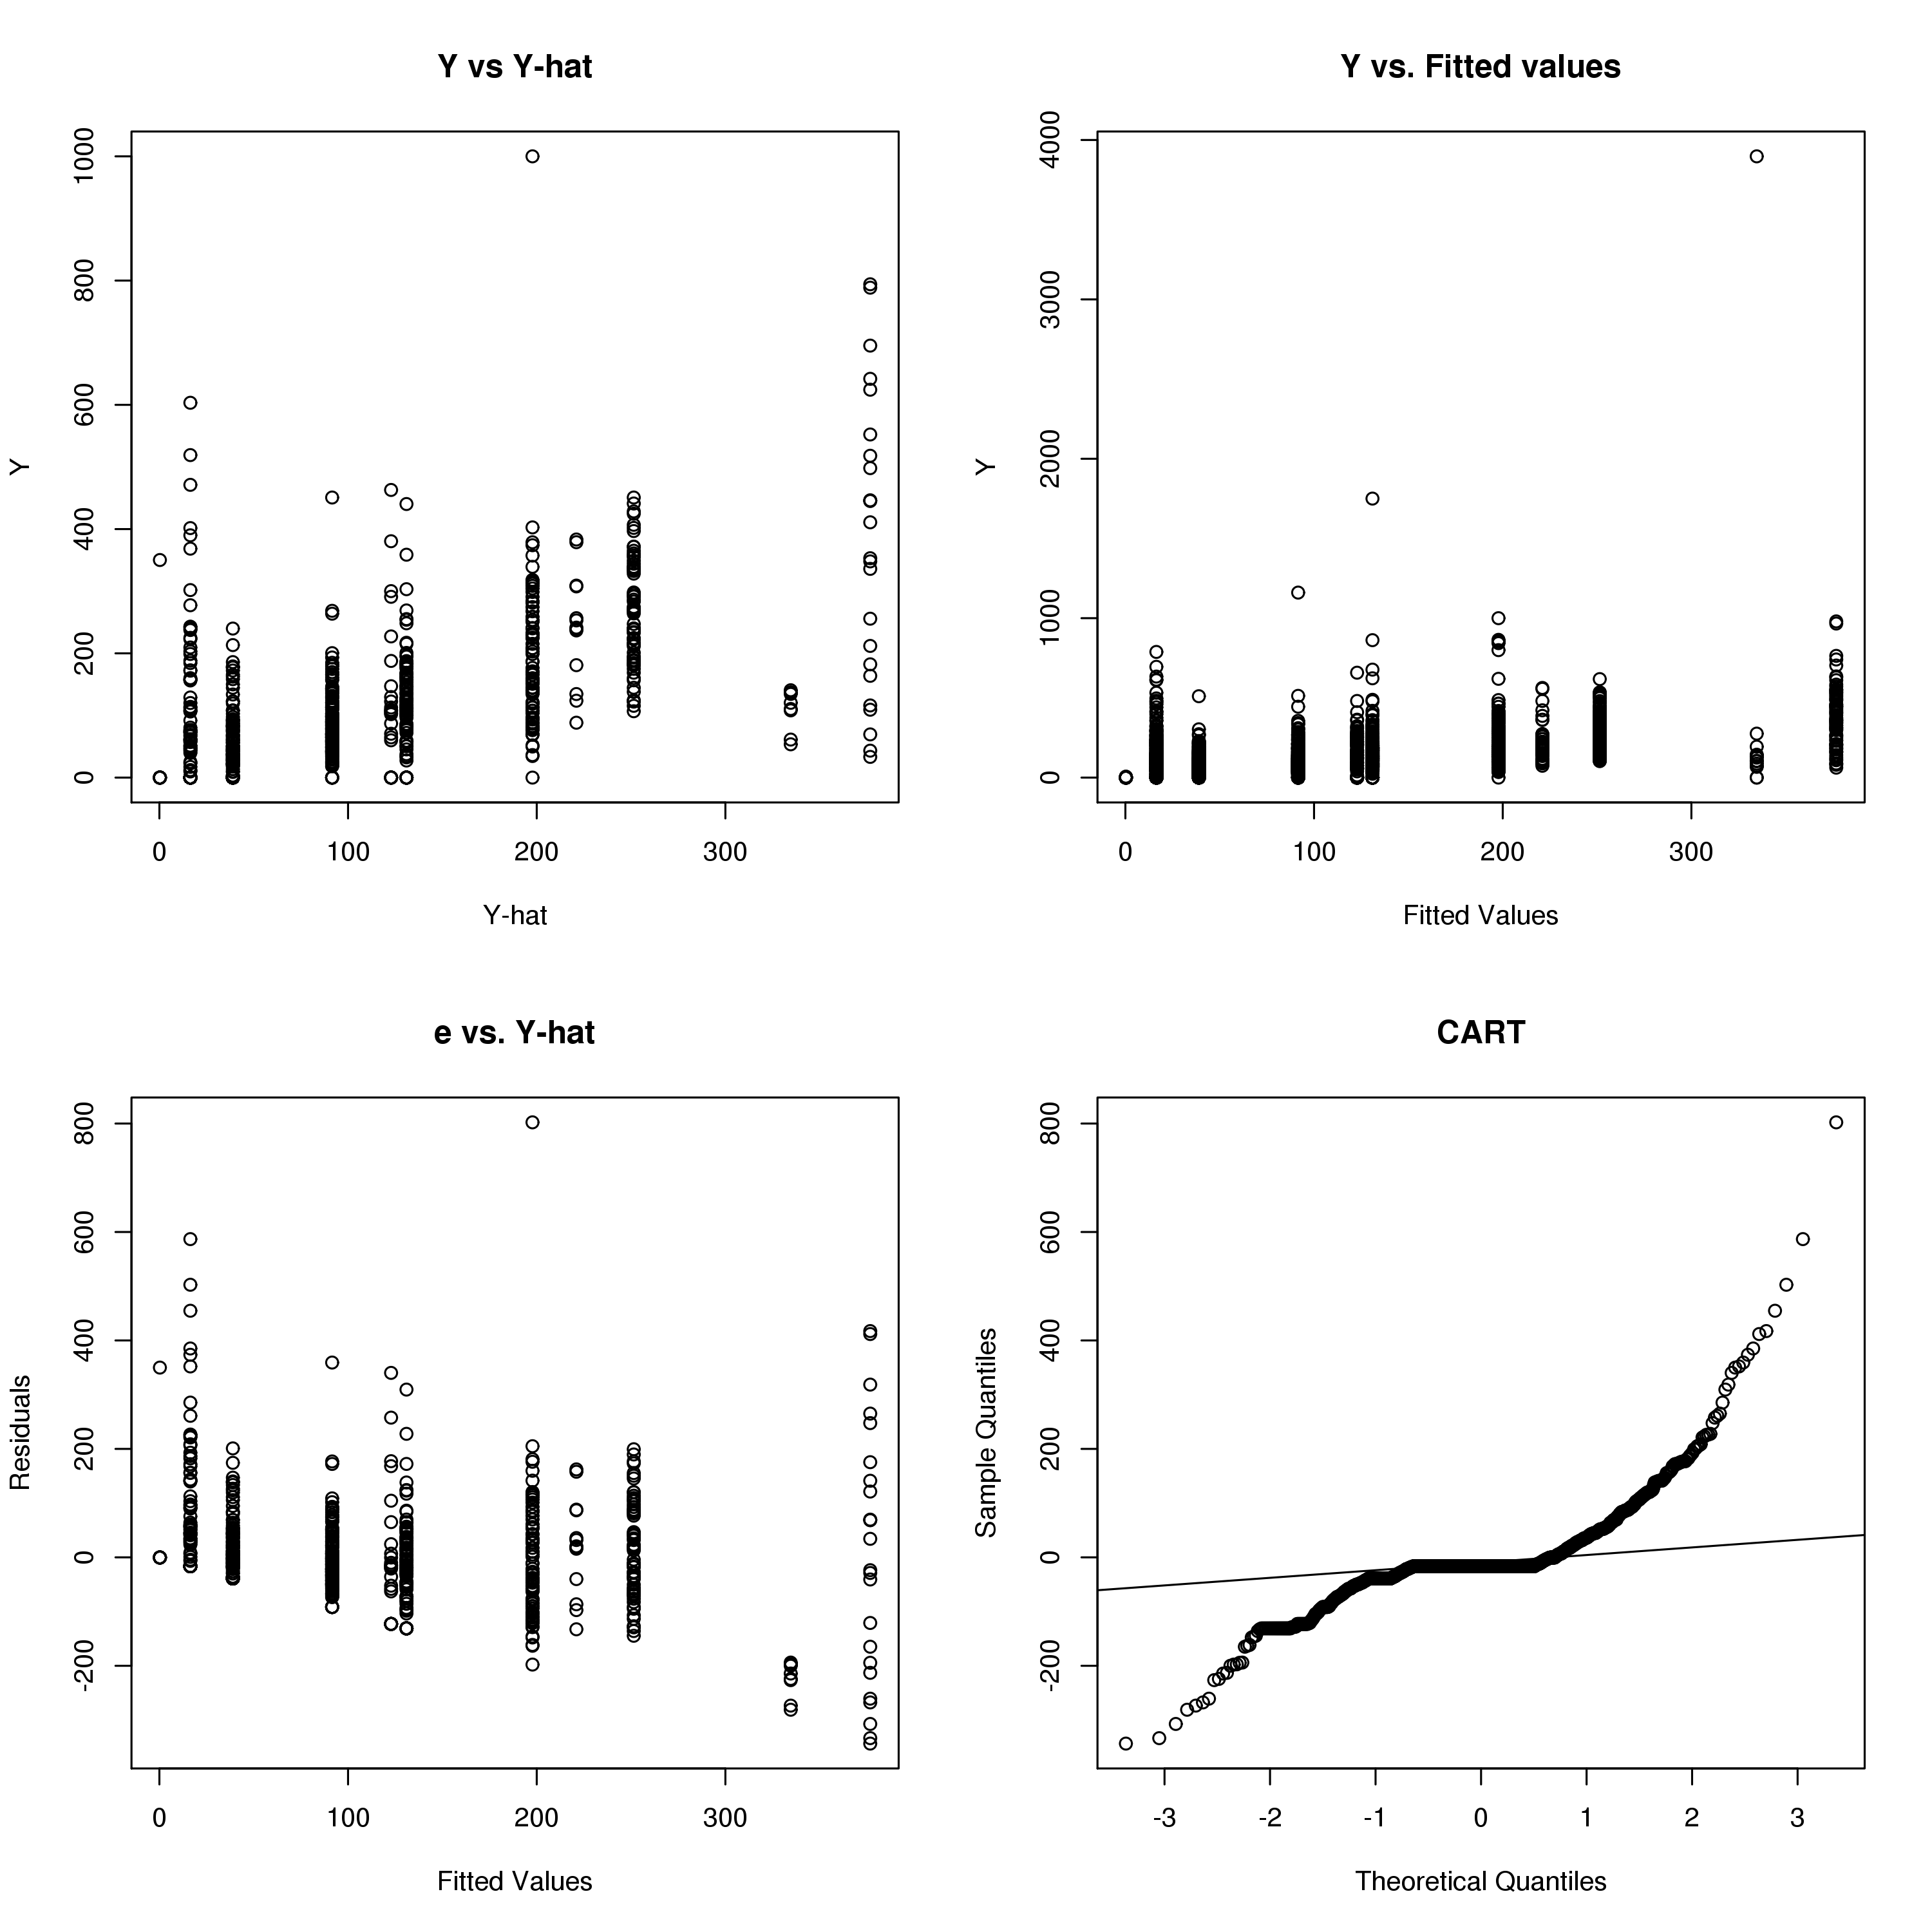 Y vs Y-hat
1000
800
600
400
200
0
Y
0 100 200 300
Y-hat
Y vs. Fitted values
4000
3000
2000
1000
0
Y
0 100 200 300
Fitted Values
e vs. Y-hat
800
600
400
200
0
-200
Residuals
0 100 200 300
Fitted Values
CART
800
600
400
200
0
-200
Sample Quantiles
-3 -2 -1 0 1 2 3
Theoretical Quantiles